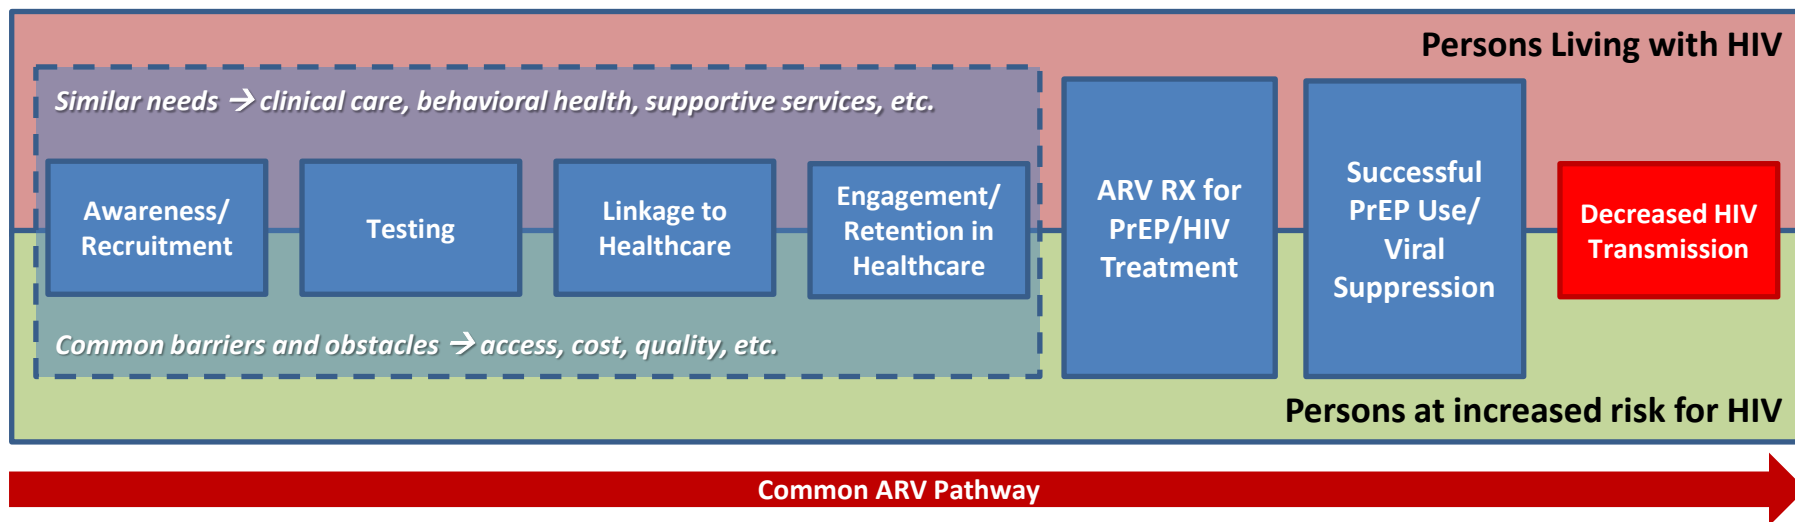 Persons Living with HIV
Similar needs → clinical care, behavioral health, supportive services, etc.
Awareness/
Recruitment
Testing
Linkage to
Healthcare
Engagement/
Retention in
Healthcare
ARV RX for
PrEP/HIV
Treatment
Successful
PrEP Use/
Viral
Suppression
Decreased HIV
Transmission
Common barriers and obstacles → access, cost, quality, etc.
Persons at increased risk for HIV
Common ARV Pathway